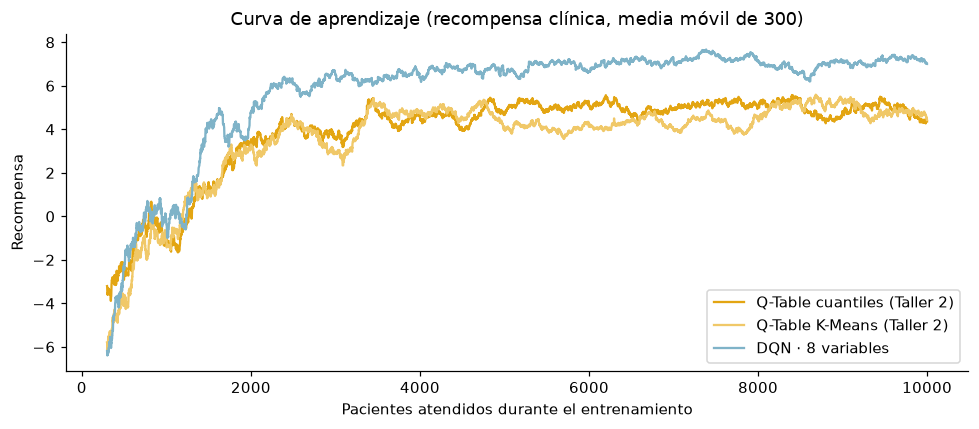 Curva de aprendizaje (recompensa clínica, media móvil de 300)
8
6
4
2
0
−2
−4
−6
Recompensa
0
2000
4000
6000
8000
10000
Pacientes atendidos durante el entrenamiento
Q-Table cuantiles (Taller 2)
Q-Table K-Means (Taller 2)
DQN · 8 variables